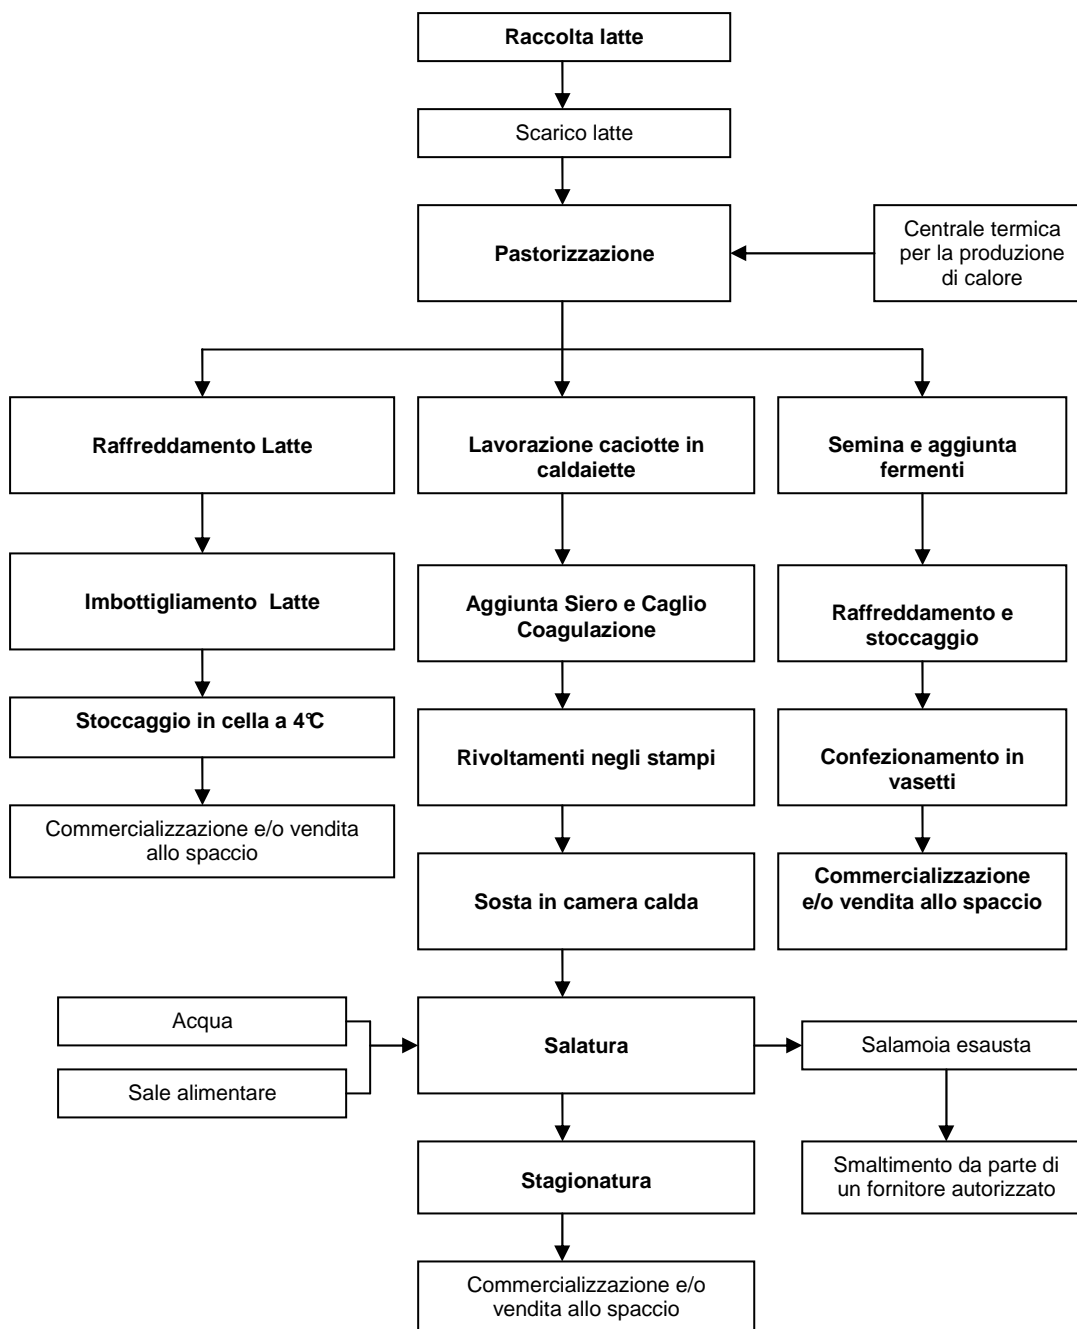 Raccolta latte
Scarico latte
Pastorizzazione
Centrale termica
per la produzione
di calore
Raffreddamento Latte
Lavorazione caciotte in
caldaiette
Semina e aggiunta
fermenti
Imbottigliamento Latte
Aggiunta Siero e Caglio
Coagulazione
Raffreddamento e
stoccaggio
Stoccaggio in cella a 4°C
Rivoltamenti negli stampi
Confezionamento in
vasetti
Commercializzazione e/o vendita
allo spaccio
Sosta in camera calda
Commercializzazione
e/o vendita allo spaccio
Acqua
Sale alimentare
Salatura
Salamoia esausta
Stagionatura
Smaltimento da parte di
un fornitore autorizzato
Commercializzazione e/o
vendita allo spaccio